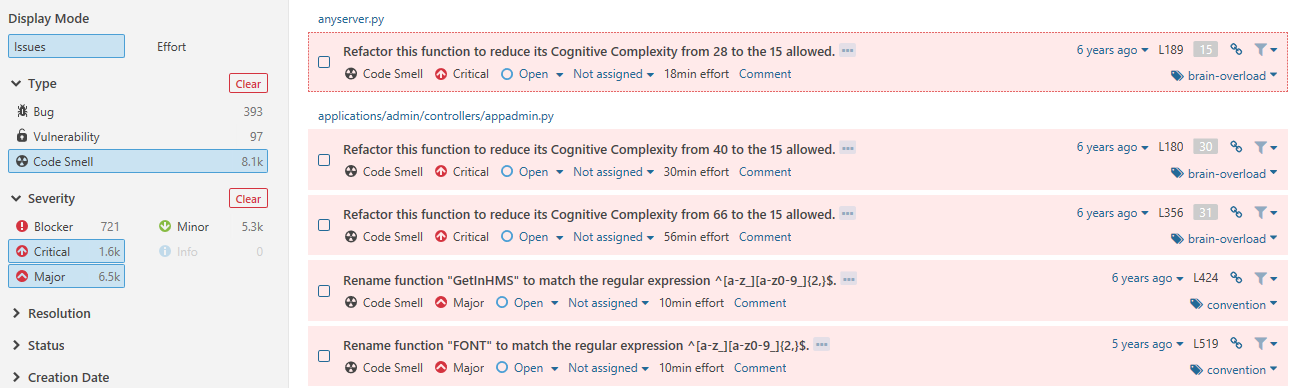 Display Mode
Issues Effort
Type Clear
Bug 393
Vulnerability 97
Code Smell 8.1k
Severity Clear
Blocker 721 Minor 5.3k
Critical 1.6k Info 0
Major 6.5k
Resolution
Status
Creation Date
anyserver.py
Refactor this function to reduce its Cognitive Complexity from 28 to the 15 allowed. 6 years ago L189 15
Code Smell Critical Open Not assigned 18min effort Comment brain-overload
applications/admin/controllers/appadmin.py
Refactor this function to reduce its Cognitive Complexity from 40 to the 15 allowed. 6 years ago L180 30
Code Smell Critical Open Not assigned 30min effort Comment brain-overload
Refactor this function to reduce its Cognitive Complexity from 66 to the 15 allowed. 6 years ago L356 31
Code Smell Critical Open Not assigned 56min effort Comment brain-overload
Rename function "GetInHMS" to match the regular expression ^[a-z_][a-z0-9_]{2,}$. 6 years ago L424
Code Smell Major Open Not assigned 10min effort Comment convention
Rename function "FONT" to match the regular expression ^[a-z_][a-z0-9_]{2,}$. 5 years ago L519
Code Smell Major Open Not assigned 10min effort Comment convention